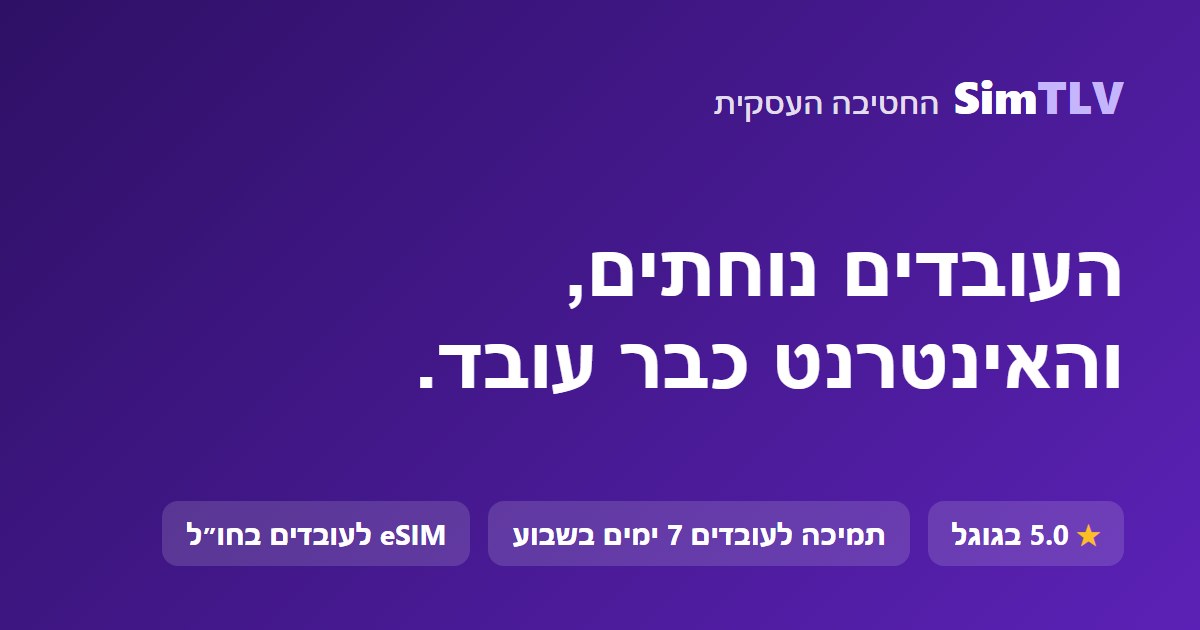 SimTLV החטיבה העסקית
העובדים נוחתים,
והאינטרנט כבר עובד.
5.0 בגוגל
תמיכה לעובדים 7 ימים בשבוע
eSIM לעובדים בחו״ל